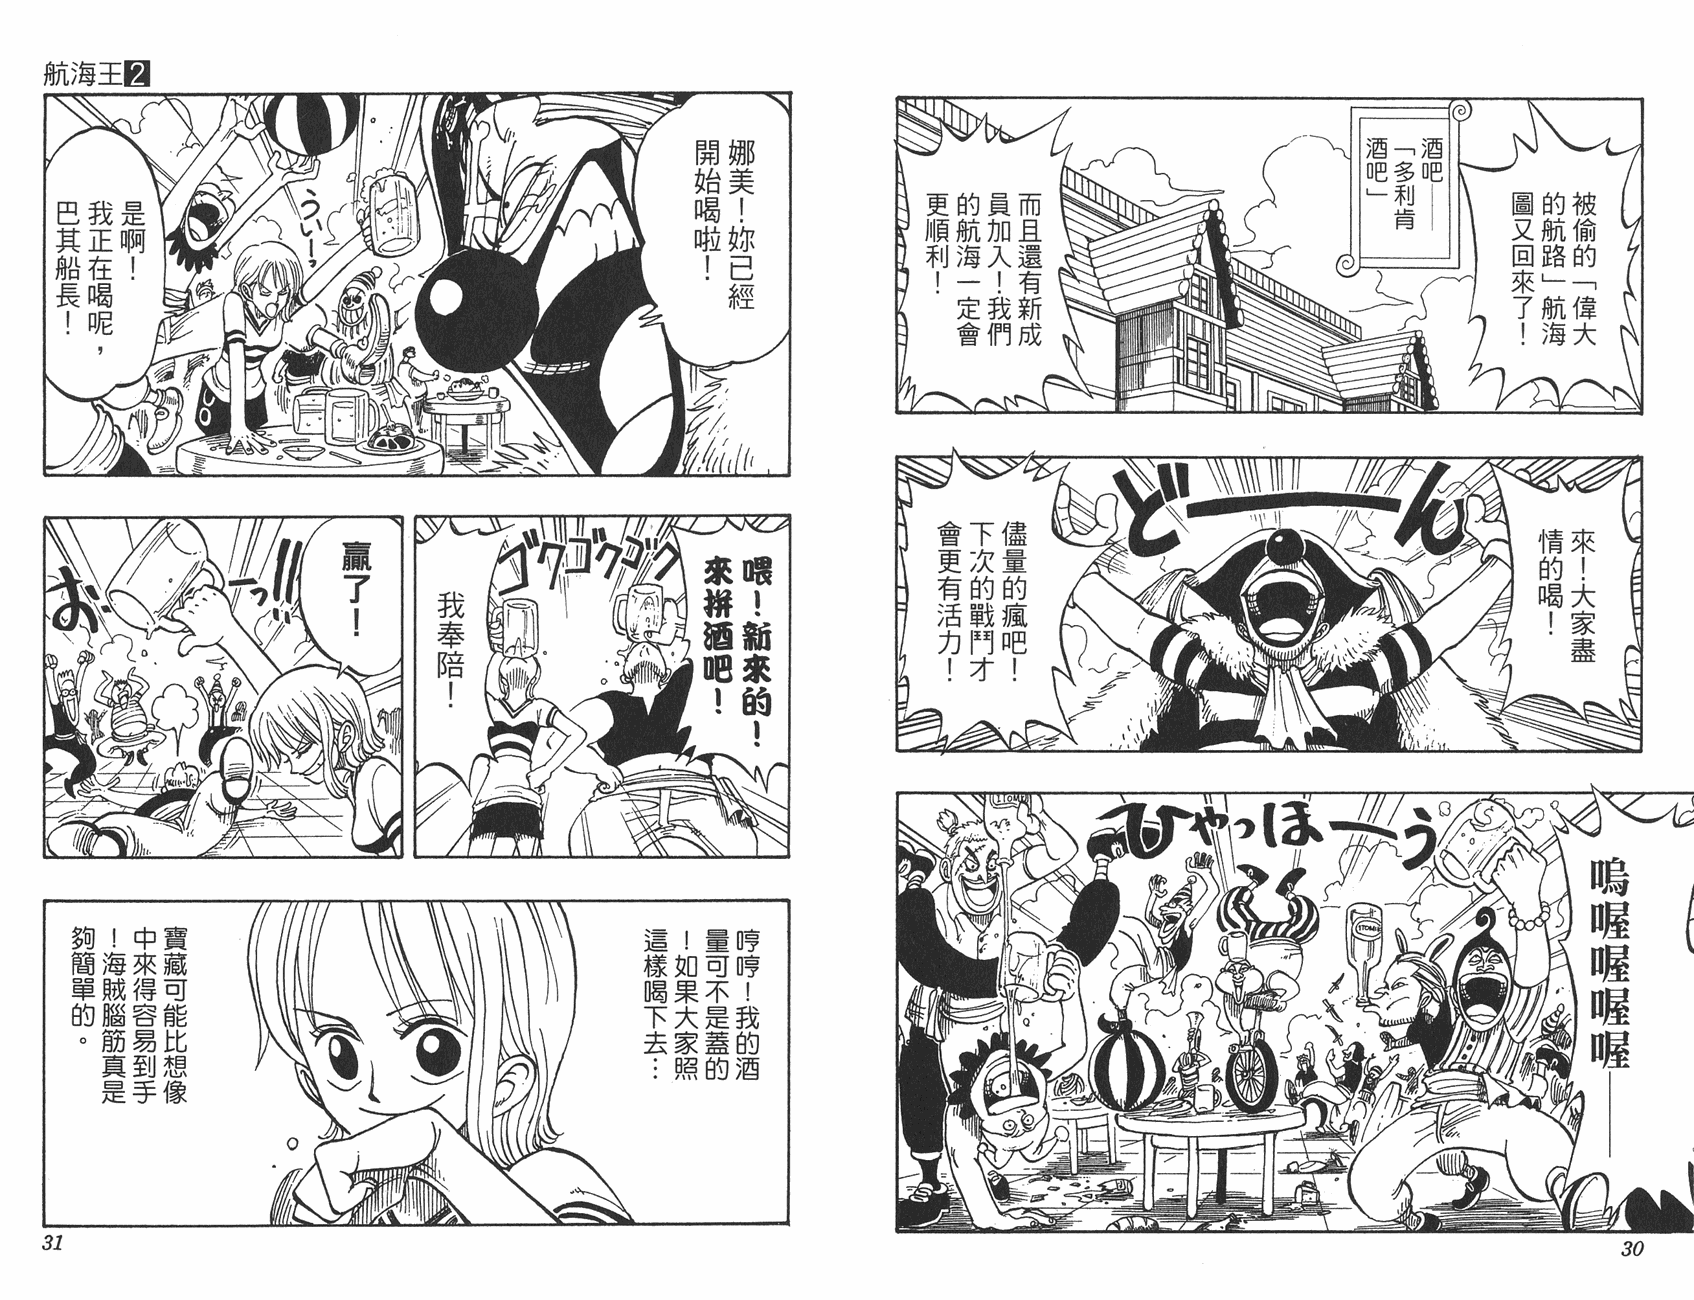 酒吧——
「多利肯
酒吧」
被偷的「偉大
的航路」航海
圖又回來了！
而且還有新成
員加入！我們
的航海一定會
更順利！
來！大家盡
情的喝！
どーーん
儘量的瘋吧！
下次的戰鬥才
會更有活力！
嗚喔喔喔喔——
ひゃっほーーう
1TOME
30
航海王2
娜美！妳已經
開始喝啦！
うぃーっ
是啊！
我正在喝呢，
巴其船長！
喂！新來的！
來拼酒吧！
ゴクゴクゴク
我奉陪！
贏了！
おーっ!!
哼哼！我的酒
量可不是蓋的
！如果大家照
這樣喝下去…
寶藏可能比想像
中來得容易到手
！海賊腦筋真是
夠簡單的。
31